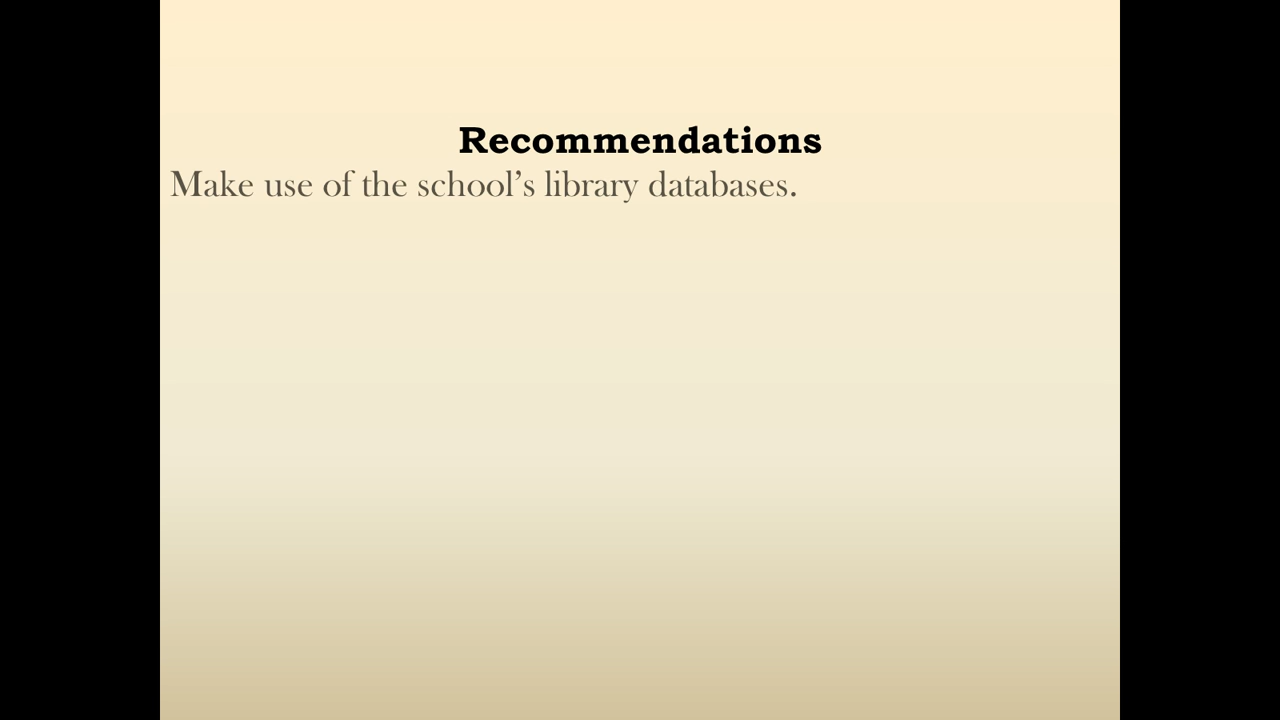 Recommendations
Make use of the school’s library databases.